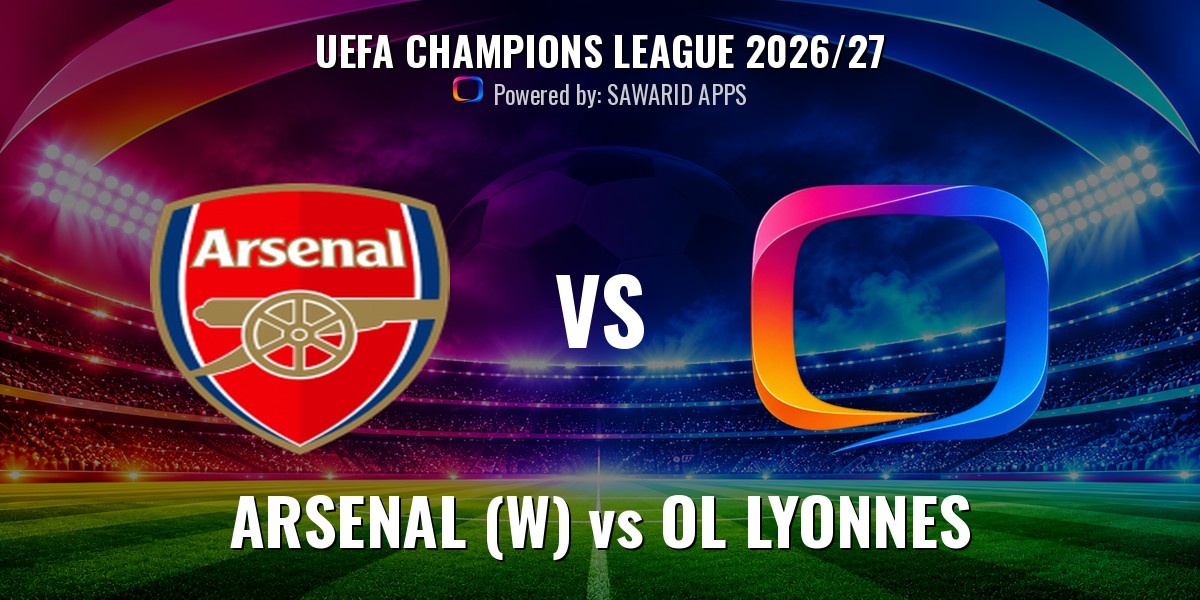 UEFA CHAMPIONS LEAGUE 2026/27
Powered by: SAWARID APPS
Arsenal
VS
ARSENAL (W) vs OL LYONNES